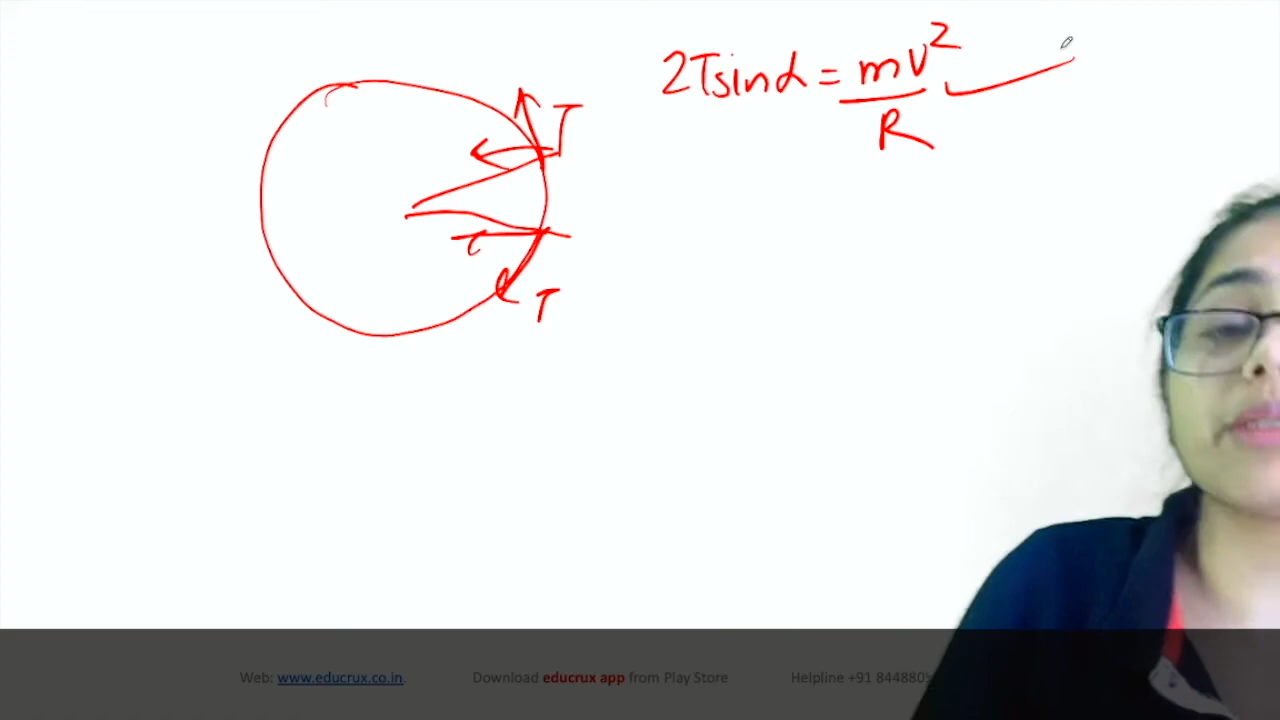 2Tsinα = mv²
R
T
T
Web: www.educrux.co.in. Download educrux app from Play Store Helpline +91 844880